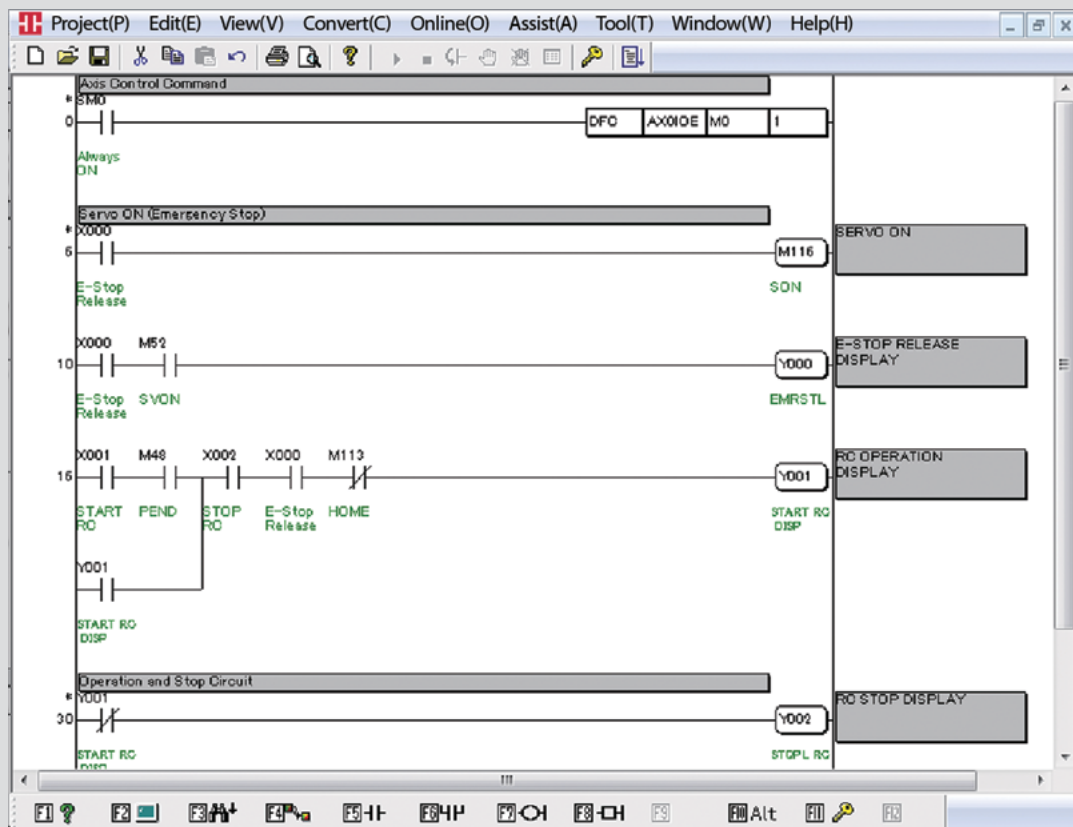 Project(P) Edit(E) View(V) Convert(C) Online(O) Assist(A) Tool(T) Window(W) Help(H)
Axis Control Command
* SM0
0 DFC AX0IOE M0 1
Always
ON
Servo ON (Emergency Stop)
* X000 SERVO ON
6 M116
E-Stop SON
Release
X000 M52 E-STOP RELEASE
10 Y000 DISPLAY
E-Stop SVON EMRSTL
Release
X001 M48 X002 X000 M113 RC OPERATION
15 Y001 DISPLAY
START PEND STOP E-Stop HOME START RC
RC RC Release DISP
Y001
START RC
DISP
Operation and Stop Circuit
* Y001 RC STOP DISPLAY
30 Y002
START RC STOPL RC
DISP
F1 F2 F3 F4 F5 F6 F7 F8 F9 F10 Alt F11 F12